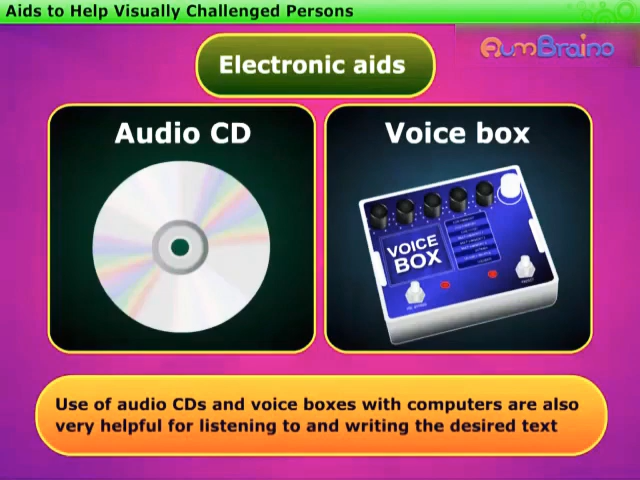 Aids to Help Visually Challenged Persons
AumBraino
Electronic aids
Audio CD
Voice box
VOICE
BOX
Use of audio CDs and voice boxes with computers are also
very helpful for listening to and writing the desired text